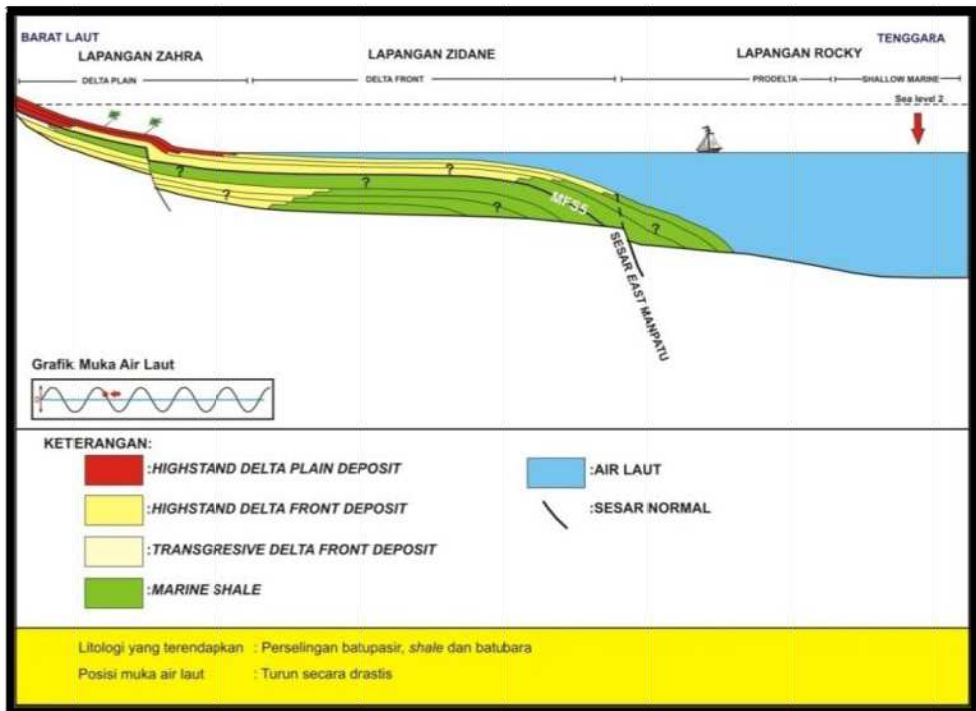 BARAT LAUT
TENGGARA
LAPANGAN ZAHRA
LAPANGAN ZIDANE
LAPANGAN ROCKY
DELTA PLAIN
DELTA FRONT
PRODELTA
SHALLOW MARINE
Sea level 2
?
?
?
?
?
?
MFS5
SESAR EAST MANPATU
Grafik Muka Air Laut
KETERANGAN:
:HIGHSTAND DELTA PLAIN DEPOSIT
:HIGHSTAND DELTA FRONT DEPOSIT
:TRANSGRESIVE DELTA FRONT DEPOSIT
:MARINE SHALE
:AIR LAUT
:SESAR NORMAL
Litologi yang terendapkan : Perselingan batupasir, shale dan batubara
Posisi muka air laut : Turun secara drastis